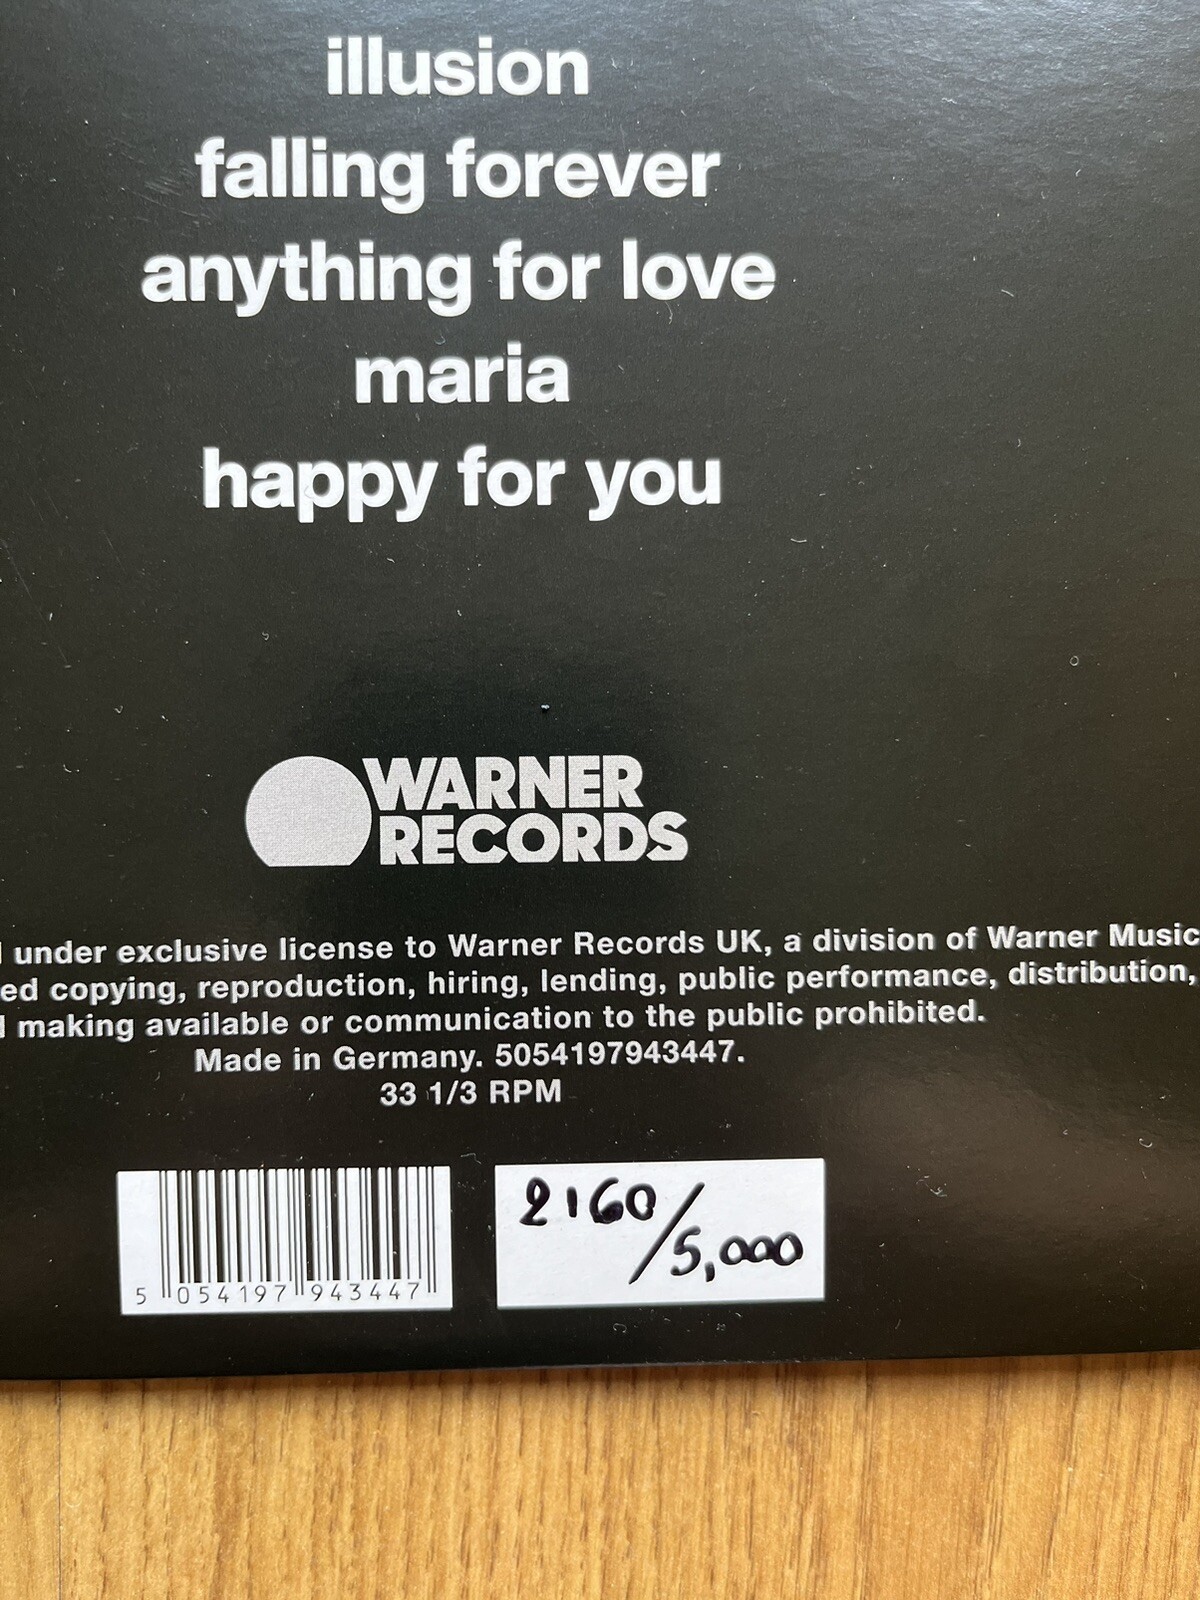 illusion
falling forever
anything for love
maria
happy for you
WARNER
RECORDS
under exclusive license to Warner Records UK, a division of Warner Music
ed copying, reproduction, hiring, lending, public performance, distribution,
making available or communication to the public prohibited.
Made in Germany. 5054197943447.
33 1/3 RPM
5 054197 943447
2160/5,000